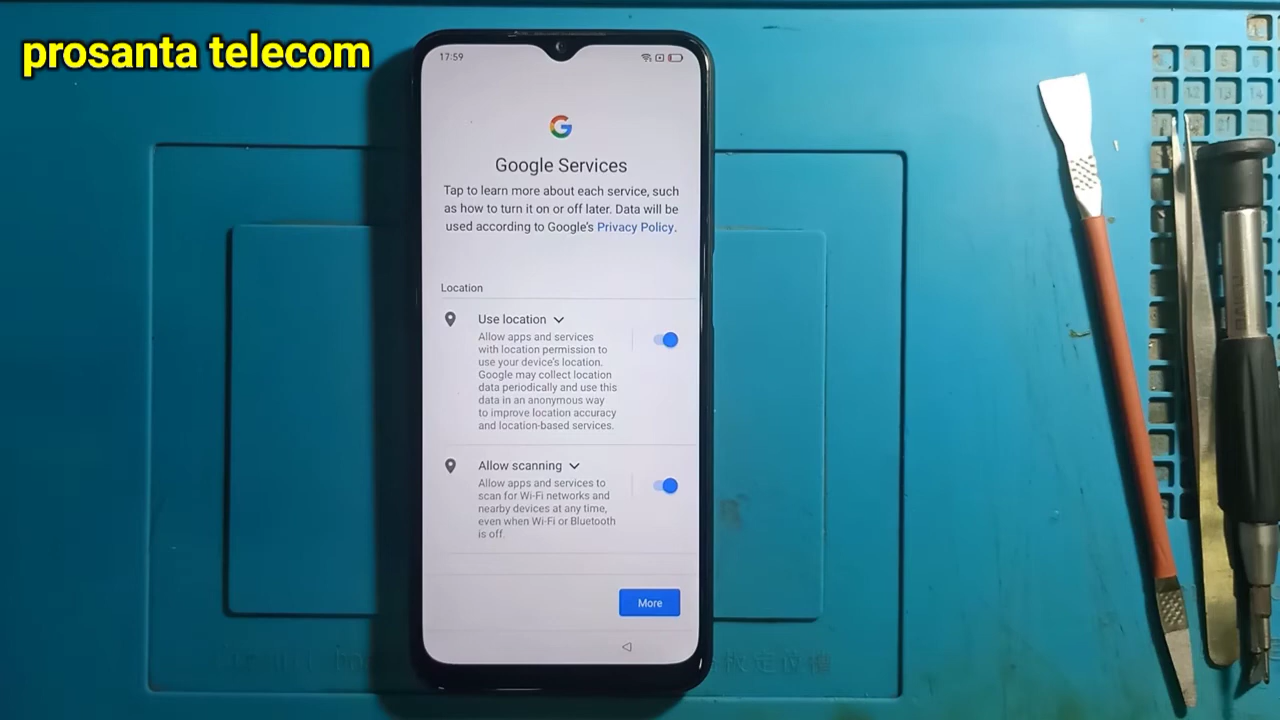 prosanta telecom
17:59
Google Services
Tap to learn more about each service, such
as how to turn it on or off later. Data will be
used according to Google's Privacy Policy.
Location
Use location
Allow apps and services
with location permission to
use your device's location.
Google may collect location
data periodically and use this
data in an anonymous way
to improve location accuracy
and location-based services.
Allow scanning
Allow apps and services to
scan for Wi-Fi networks and
nearby devices at any time,
even when Wi-Fi or Bluetooth
is off.
More